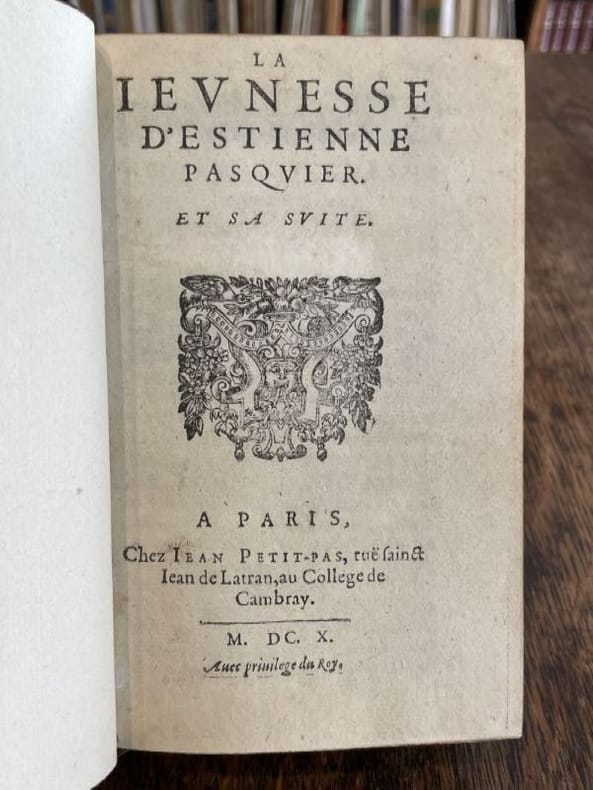 LA
IEVNESSE
D'ESTIENNE
PASQVIER.
ET SA SVITE.
A PARIS,
Chez IEAN PETIT-PAS, ruë sainct
Iean de Latran, au College de
Cambray.
M. DC. X.
Auec priuilege du Roy.